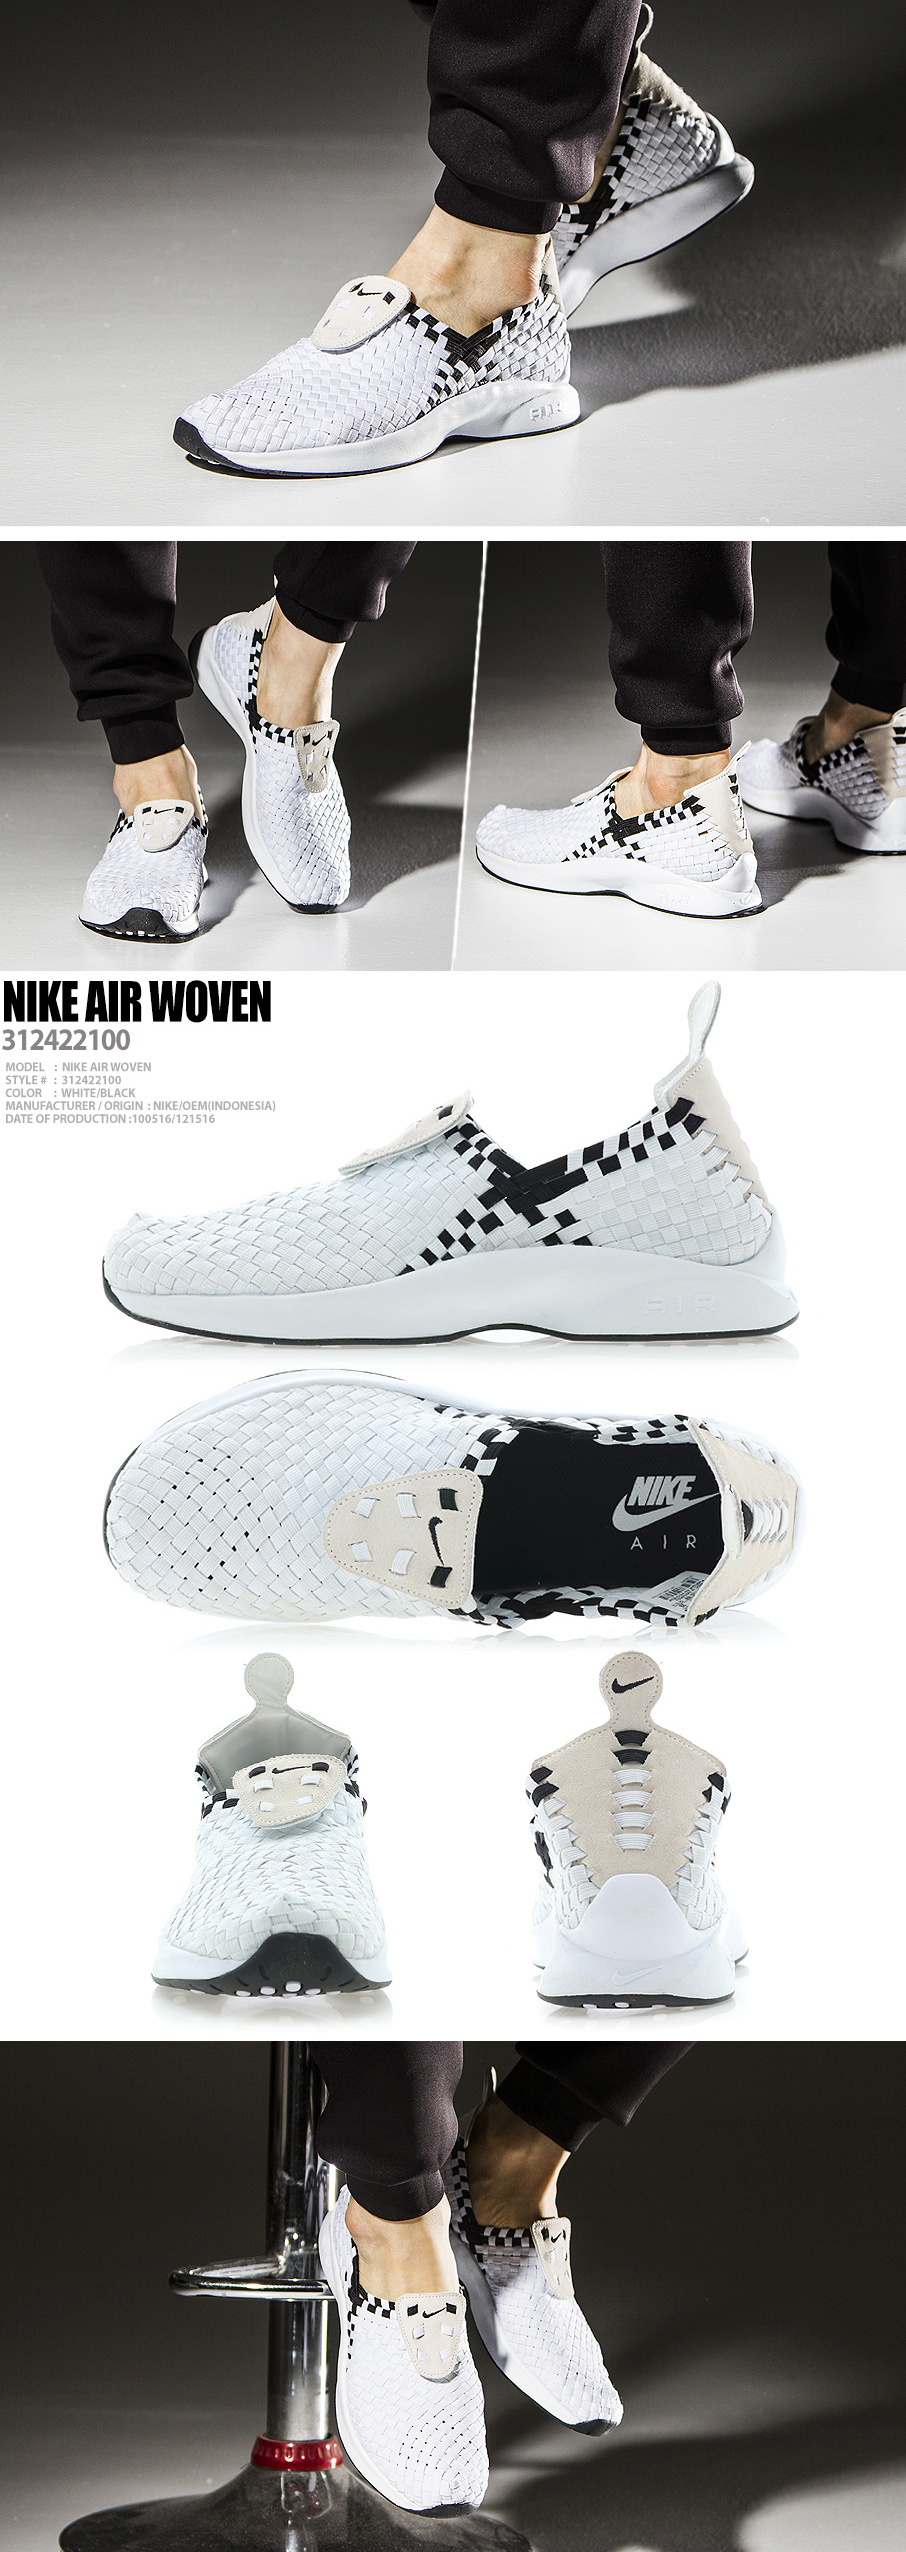 AIR
NIKE AIR WOVEN
312422100
MODEL : NIKE AIR WOVEN
STYLE # : 312422100
COLOR : WHITE/BLACK
MANUFACTURER / ORIGIN : NIKE/OEM(INDONESIA)
DATE OF PRODUCTION :100516/121516
AIR
NIKE
AIR